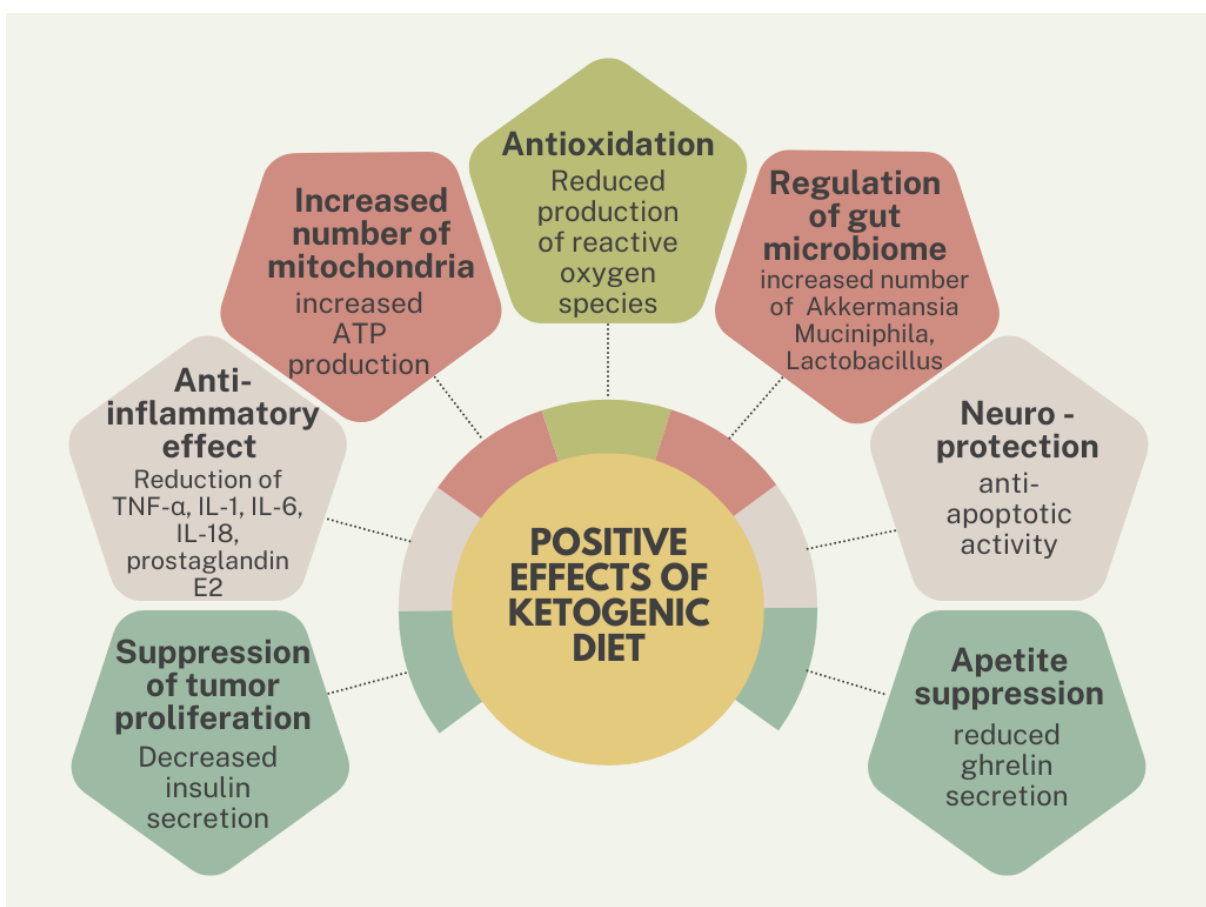 Antioxidation
Reduced
production
of reactive
oxygen
species
Increased
number of
mitochondria
increased
ATP
production
Regulation
of gut
microbiome
increased number
of Akkermansia
Muciniphila,
Lactobacillus
Anti-
inflammatory
effect
Reduction of
TNF-α, IL-1, IL-6,
IL-18,
prostaglandin
E2
Neuro -
protection
anti-
apoptotic
activity
POSITIVE
EFFECTS OF
KETOGENIC
DIET
Suppression
of tumor
proliferation
Decreased
insulin
secretion
Apetite
suppression
reduced
ghrelin
secretion